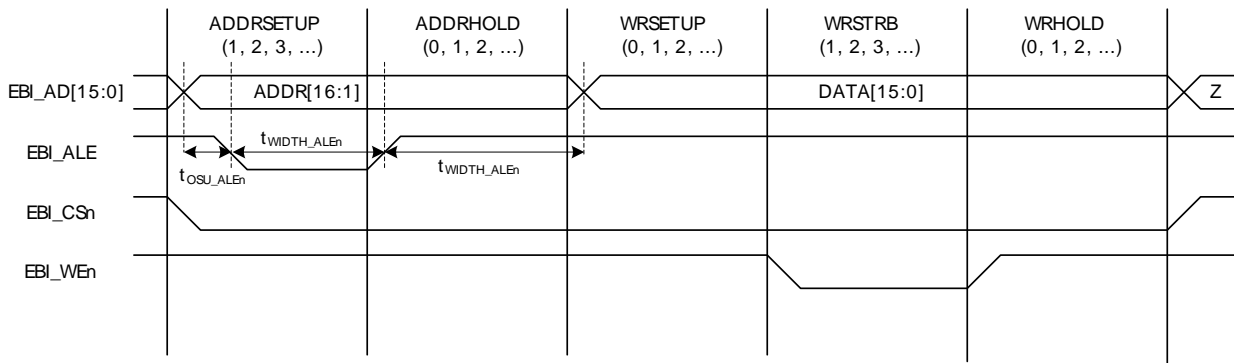 ADDRSETUP ADDRHOLD WRSETUP WRSTRB WRHOLD
(1, 2, 3, ...) (0, 1, 2, ...) (0, 1, 2, ...) (1, 2, 3, ...) (0, 1, 2, ...)
EBI_AD[15:0] ADDR[16:1] DATA[15:0] Z
EBI_ALE tWIDTH_ALEn
tOSU_ALEn tWIDTH_ALEn
EBI_CSn
EBI_WEn